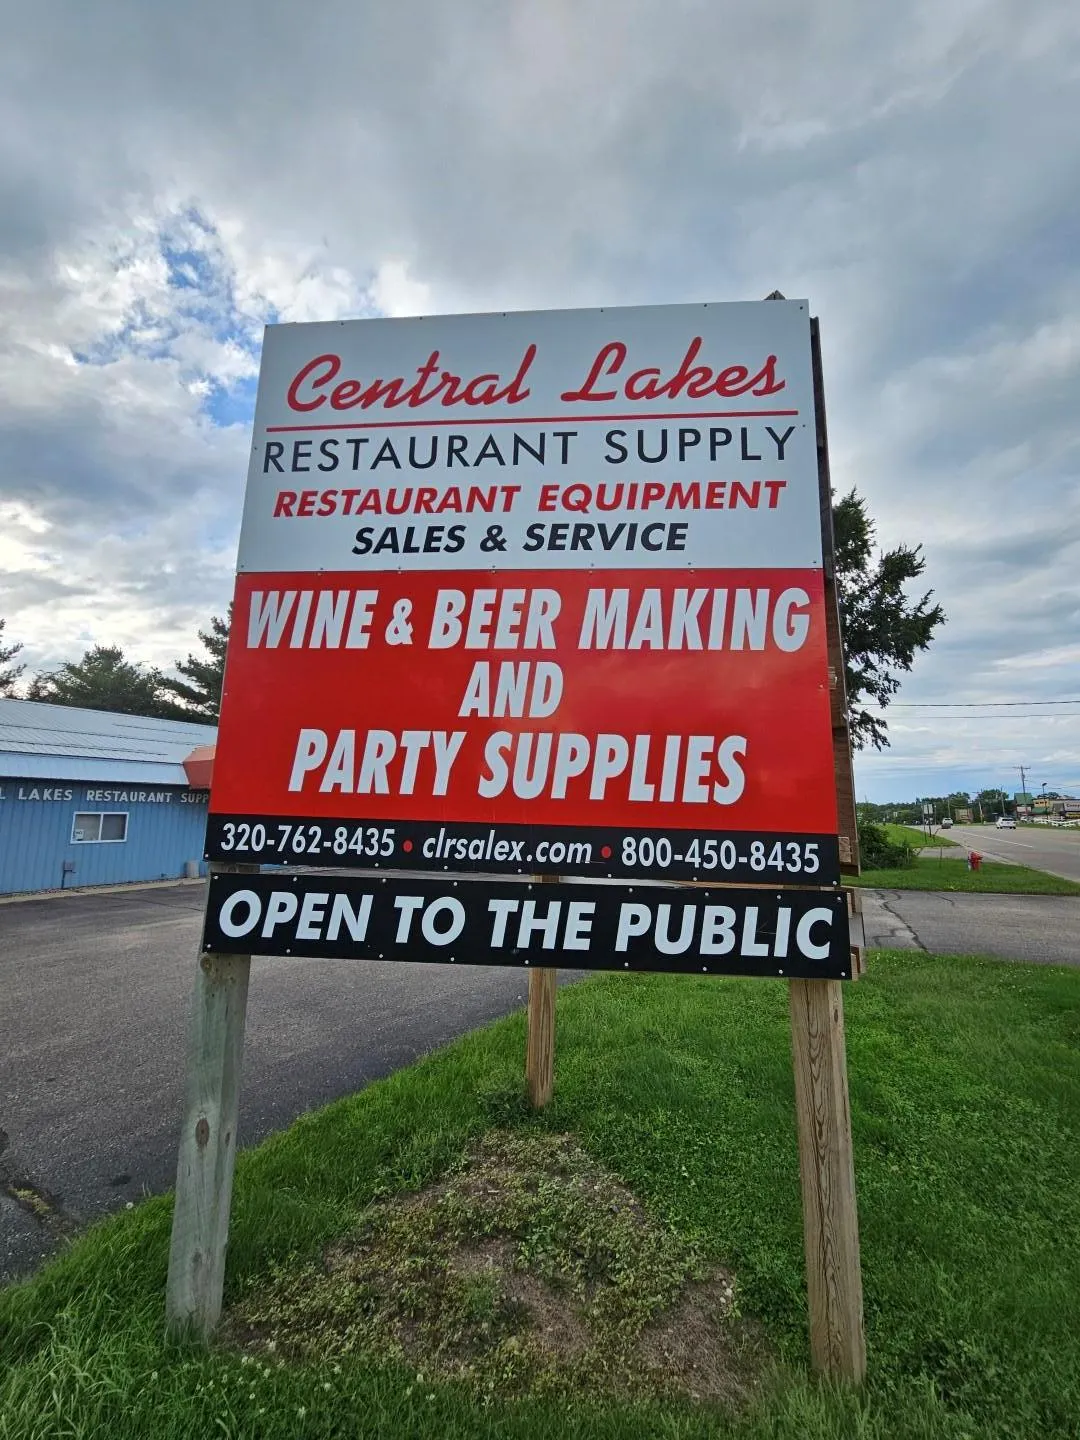 Central Lakes
RESTAURANT SUPPLY
RESTAURANT EQUIPMENT
SALES & SERVICE
WINE & BEER MAKING
AND
PARTY SUPPLIES
320-762-8435 • clrsalex.com • 800-450-8435
OPEN TO THE PUBLIC
L LAKES RESTAURANT SUPP